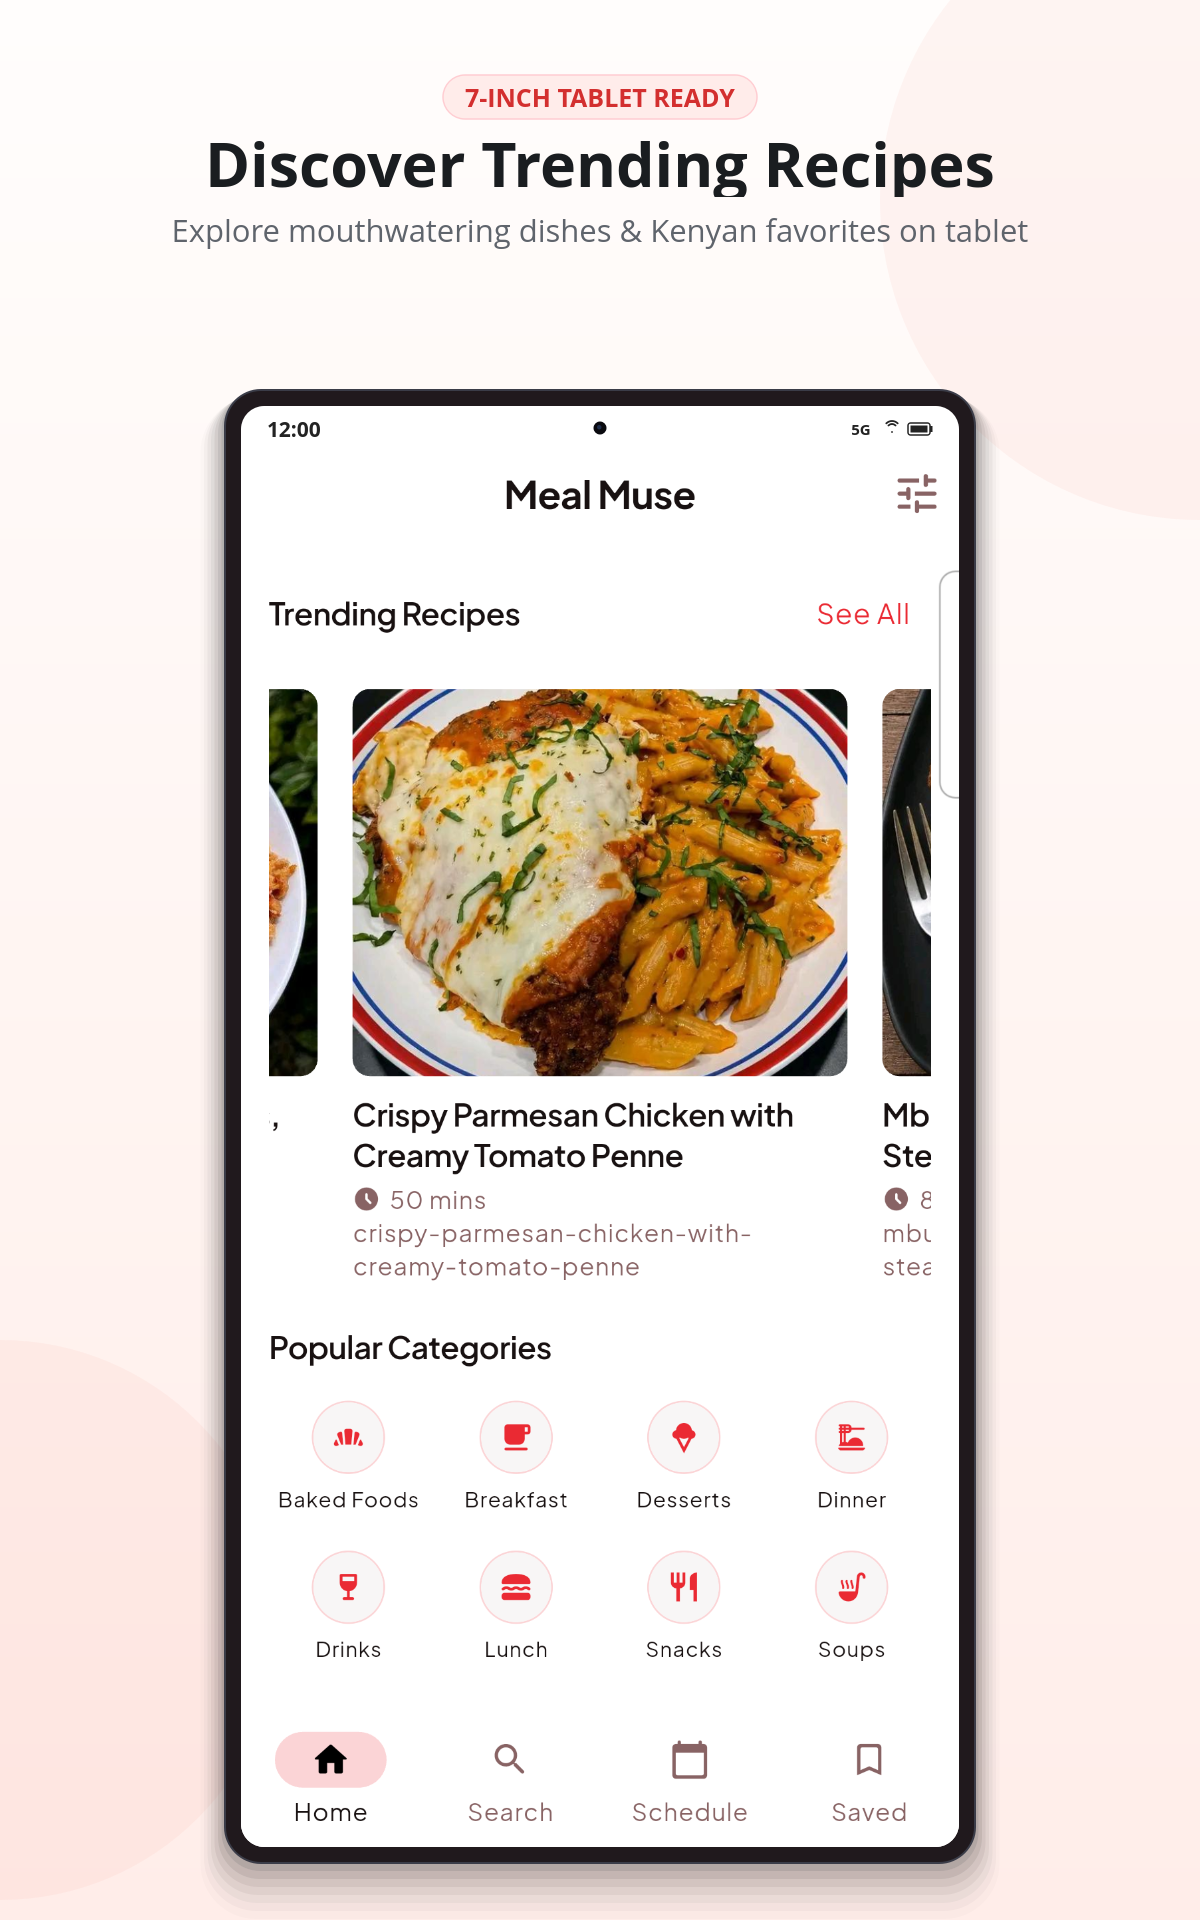 7-INCH TABLET READY
Discover Trending Recipes
Explore mouthwatering dishes & Kenyan favorites on tablet
12:00
5G
Meal Muse
Trending Recipes
See All
,
Crispy Parmesan Chicken with
Creamy Tomato Penne
50 mins
crispy-parmesan-chicken-with-
creamy-tomato-penne
Mb
Ste
8
mbu
stea
Popular Categories
Baked Foods
Breakfast
Desserts
Dinner
Drinks
Lunch
Snacks
Soups
Home
Search
Schedule
Saved